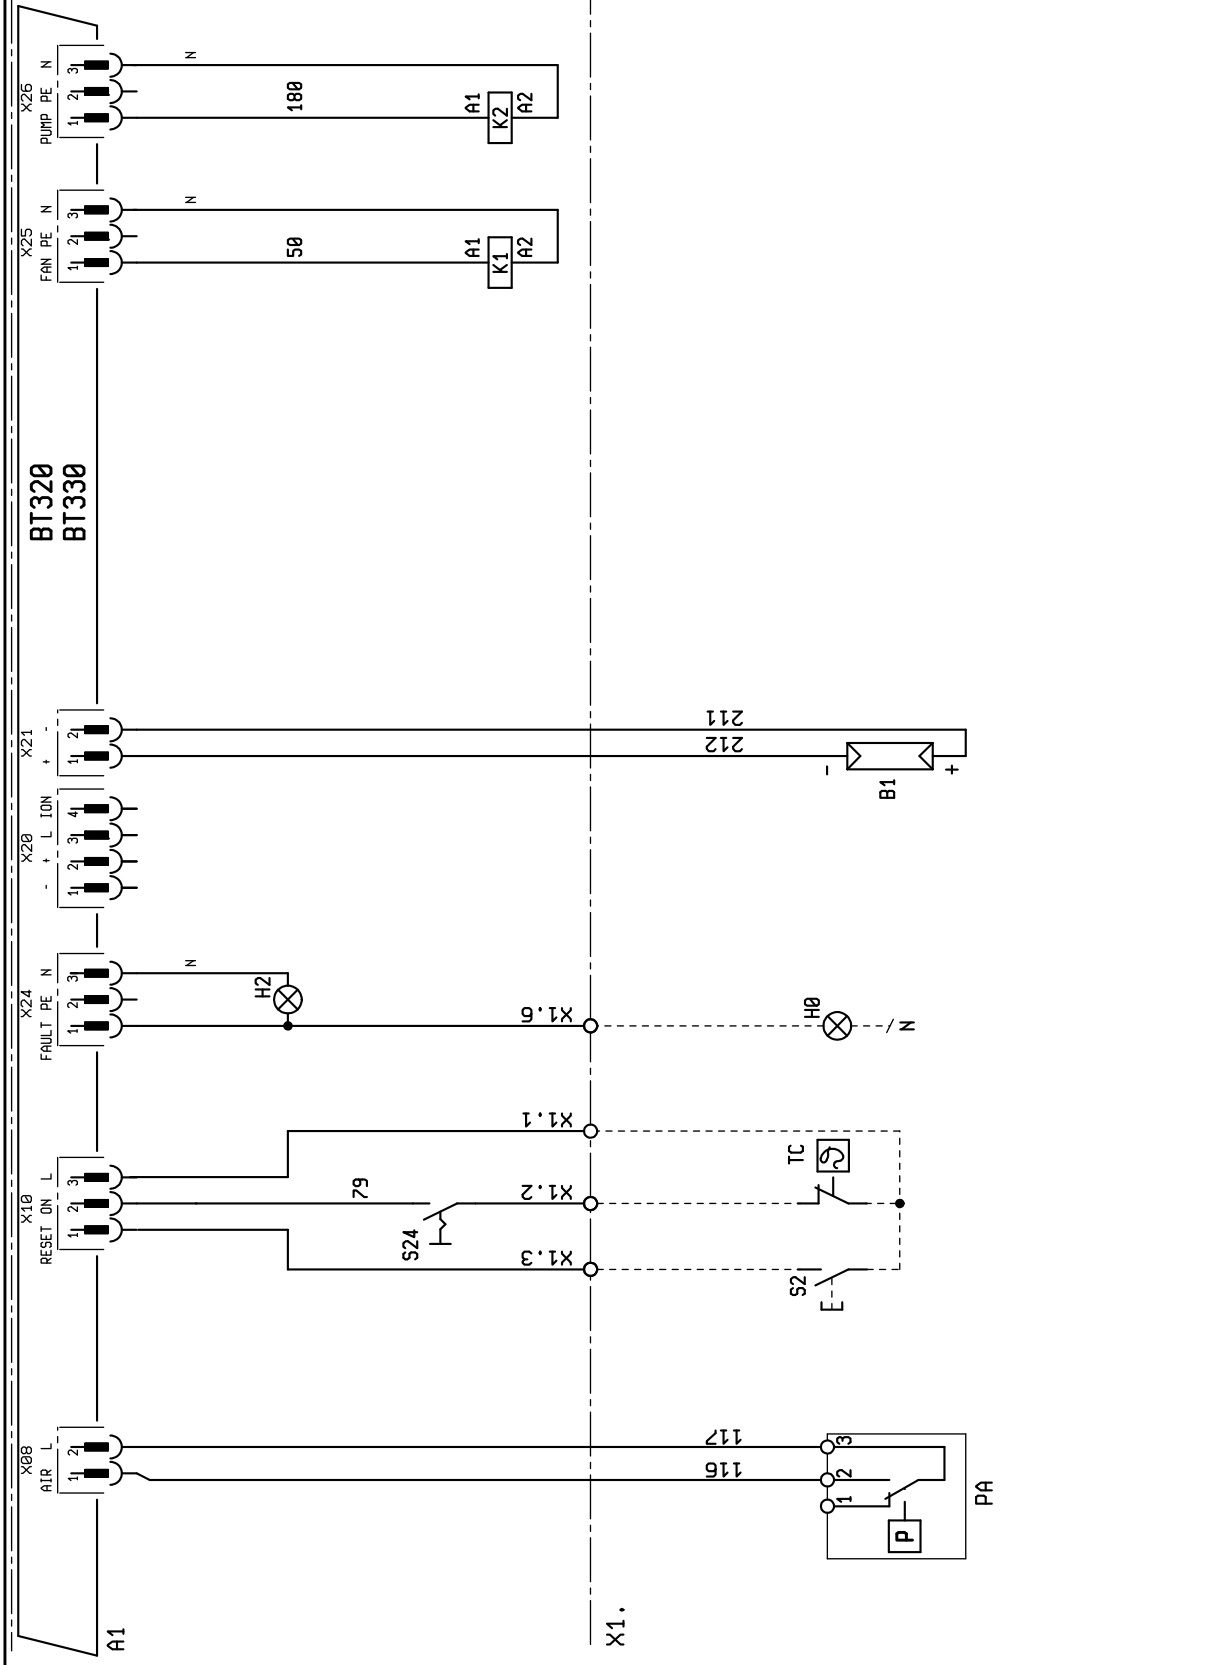 X08
AIR L
1 2
X10
RESET ON L
1 2 3
X24
FAULT PE N
1 2 3
X20
- + L ION
1 2 3 4
X21
+ -
1 2
BT320
BT330
X25
FAN PE N
1 2 3
X26
PUMP PE N
1 2 3
A1
N
N
N
H2
50
180
79
S24
A1
K1
A2
A1
K2
A2
X1.3
X1.2
X1.1
X1.6
X1.
116
117
212
211
S2
TC
H0
N
-
B1
+
1 2 3
P
PA